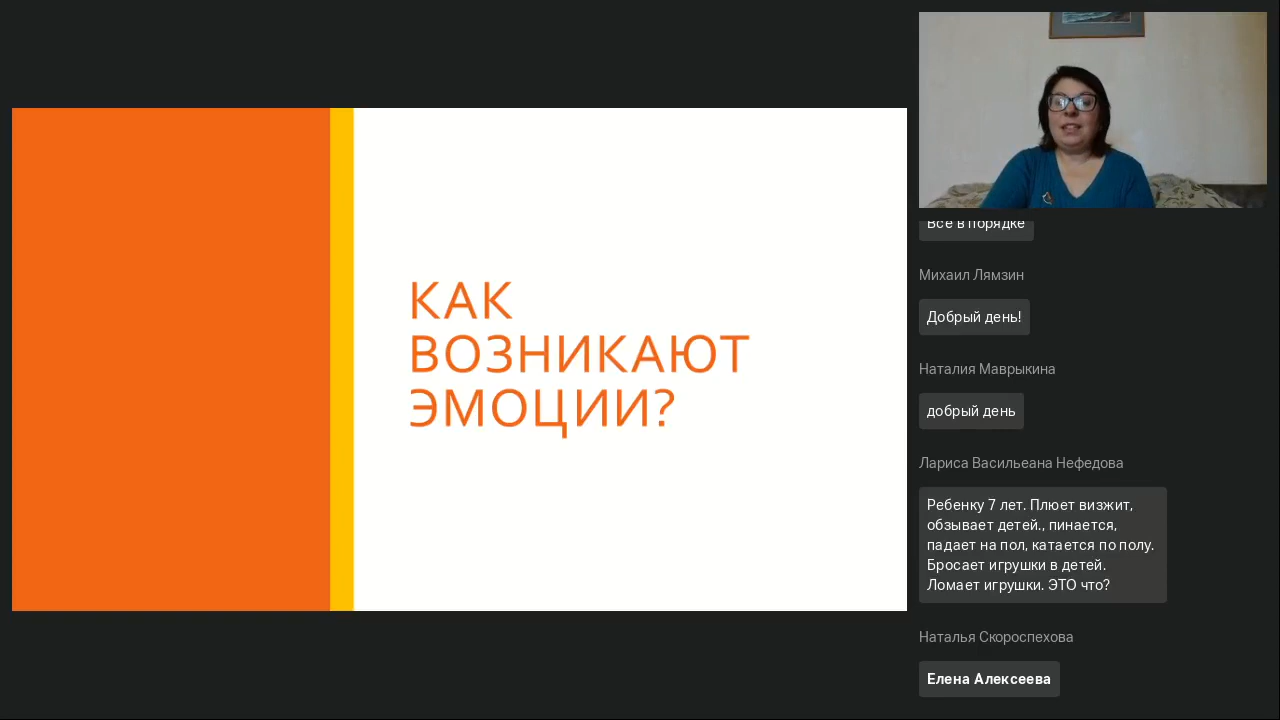 КАК
ВОЗНИКАЮТ
ЭМОЦИИ?
Все в порядке
Михаил Лямзин
Добрый день!
Наталия Маврыкина
добрый день
Лариса Васильеана Нефедова
Ребенку 7 лет. Плюет визжит,
обзывает детей., пинается,
падает на пол, катается по полу.
Бросает игрушки в детей.
Ломает игрушки. ЭТО что?
Наталья Скороспехова
Елена Алексеева